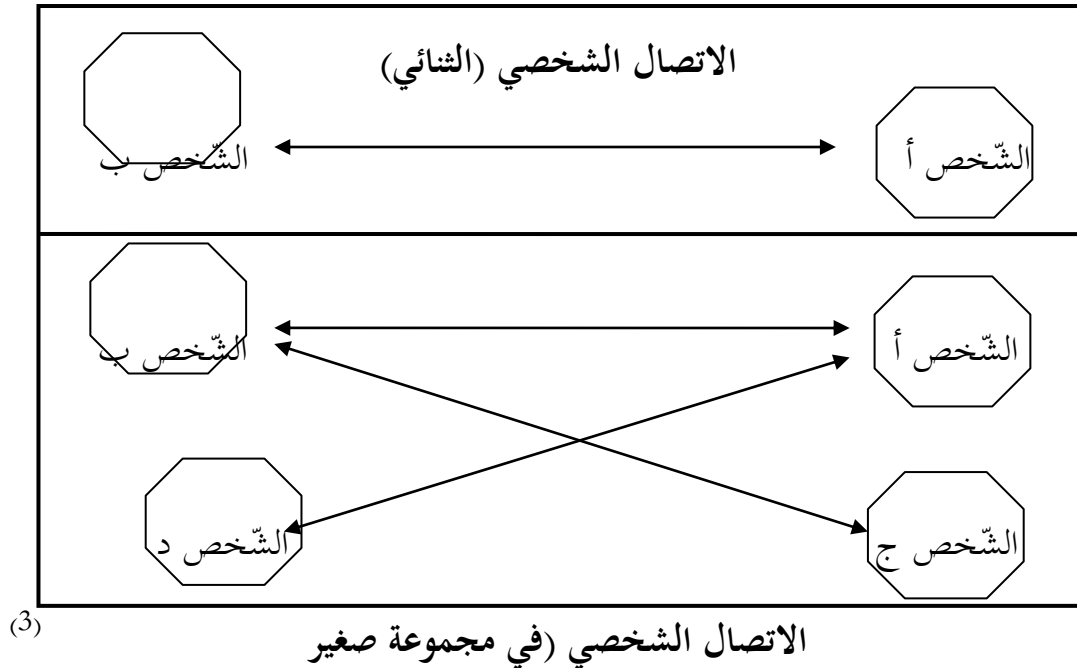 الاتصال الشخصي (الثنائي)
الشّخص أ
الشّخص ب
الشّخص أ
الشّخص ب
الشّخص ج
الشّخص د
الاتصال الشخصي (في مجموعة صغير
(3)